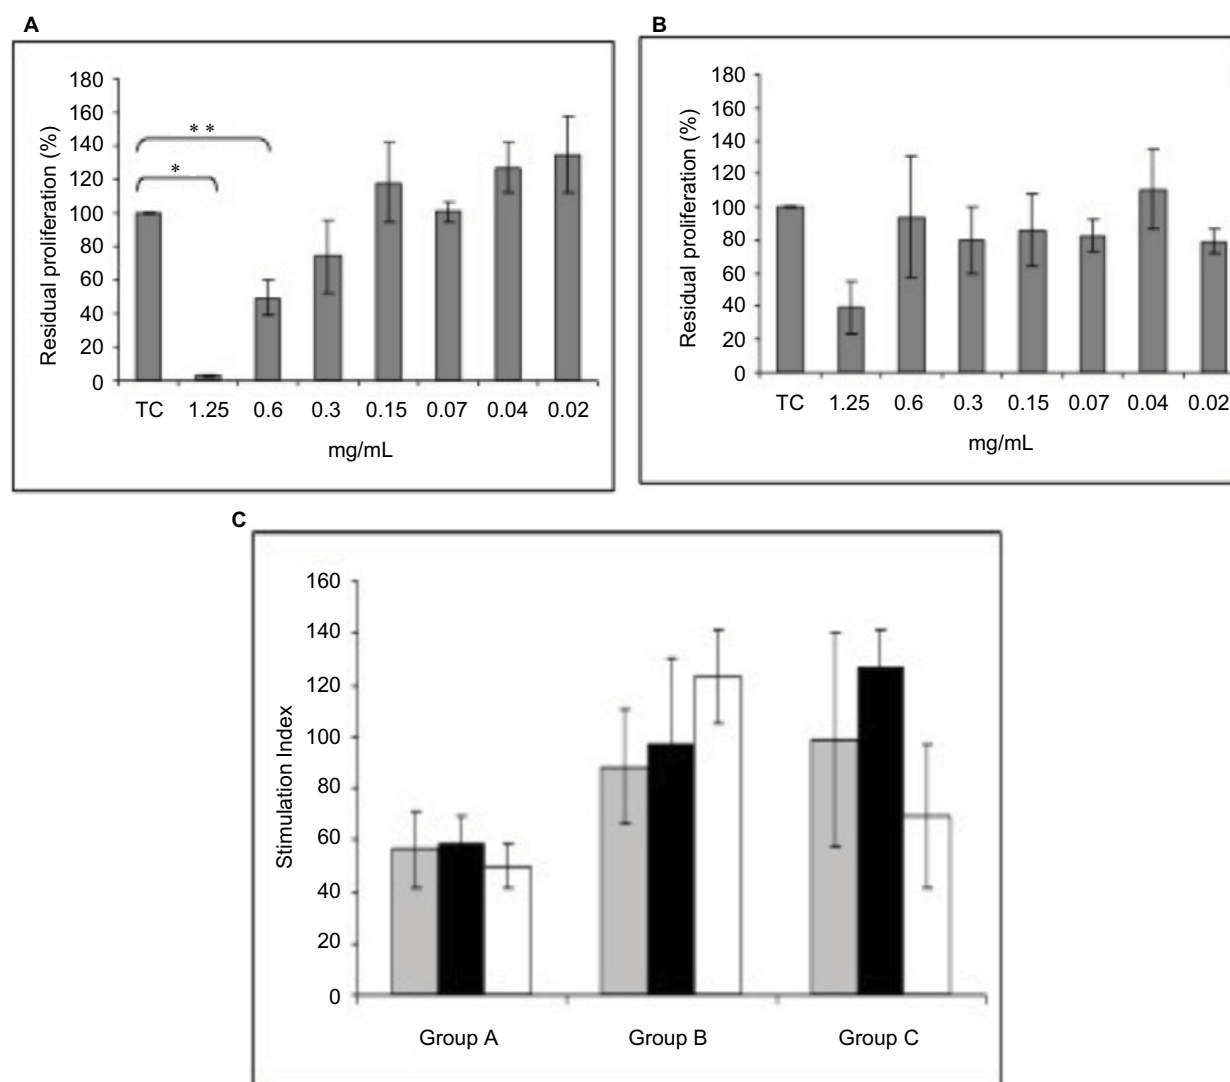 A
Residual proliferation (%)
180
160
140
120
100
80
60
40
20
0
* *
*
TC 1.25 0.6 0.3 0.15 0.07 0.04 0.02
mg/mL
B
Residual proliferation (%)
180
160
140
120
100
80
60
40
20
0
TC 1.25 0.6 0.3 0.15 0.07 0.04 0.02
mg/mL
C
Stimulation Index
160
140
120
100
80
60
40
20
0
Group A Group B Group C